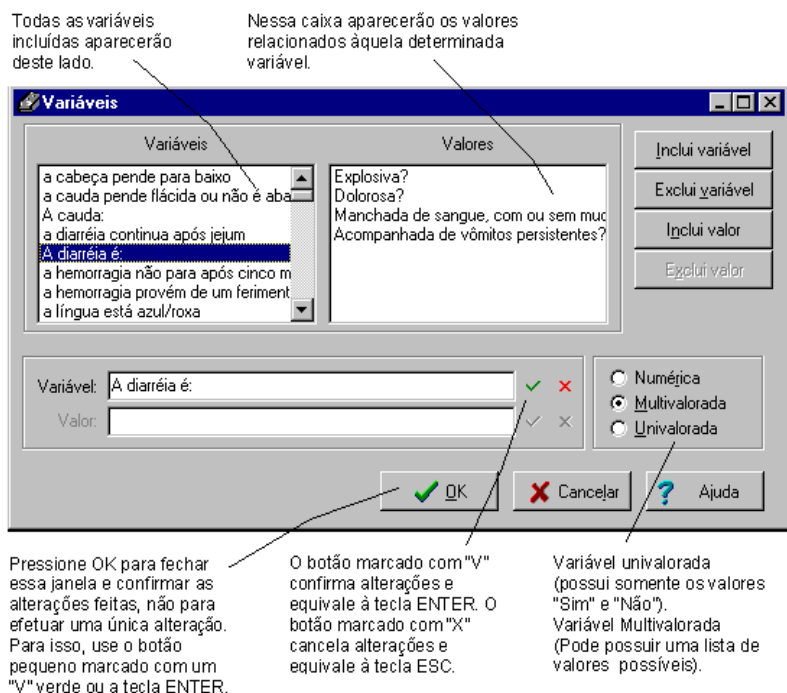 Todas as variáveis
incluídas aparecerão
deste lado.
Nessa caixa aparecerão os valores
relacionados àquela determinada
variável.
Variáveis
Variáveis
a cabeça pende para baixo
a cauda pende flácida ou não é aba
A cauda:
a diarréia continua após jejum
A diarréia é:
a hemorragia não para após cinco m
a hemorragia provém de um feriment
a língua está azul/roxa
Valores
Explosiva?
Dolorosa?
Manchada de sangue, com ou sem muc
Acompanhada de vômitos persistentes?
Inclui variável
Exclui variável
Inclui valor
Exclui valor
Variável: A diarréia é:
Valor:
Numérica
Multivalorada
Univalorada
OK
Cancelar
Ajuda
Pressione OK para fechar
essa janela e confirmar as
alterações feitas, não para
efetuar uma única alteração.
Para isso, use o botão
pequeno marcado com um
"V" verde ou a tecla ENTER.
O botão marcado com "V"
confirma alterações e
equivale à tecla ENTER. O
botão marcado com "X"
cancela alterações e
equivale à tecla ESC.
Variável univalorada
(possui somente os valores
"Sim" e "Não").
Variável Multivalorada
(Pode possuir uma lista de
valores possíveis).